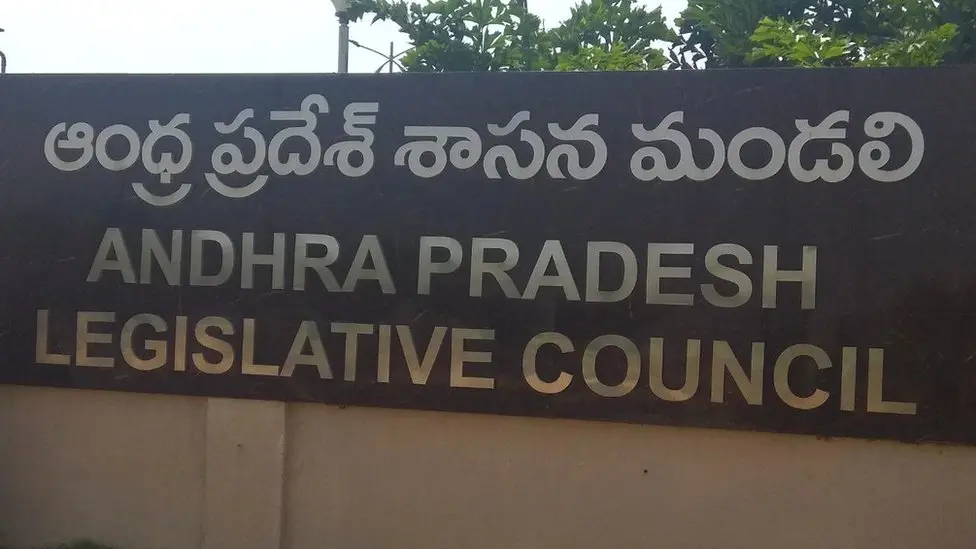 ఆంధ్ర ప్రదేశ్ శాసన మండలి
ANDHRA PRADESH
LEGISLATIVE COUNCIL